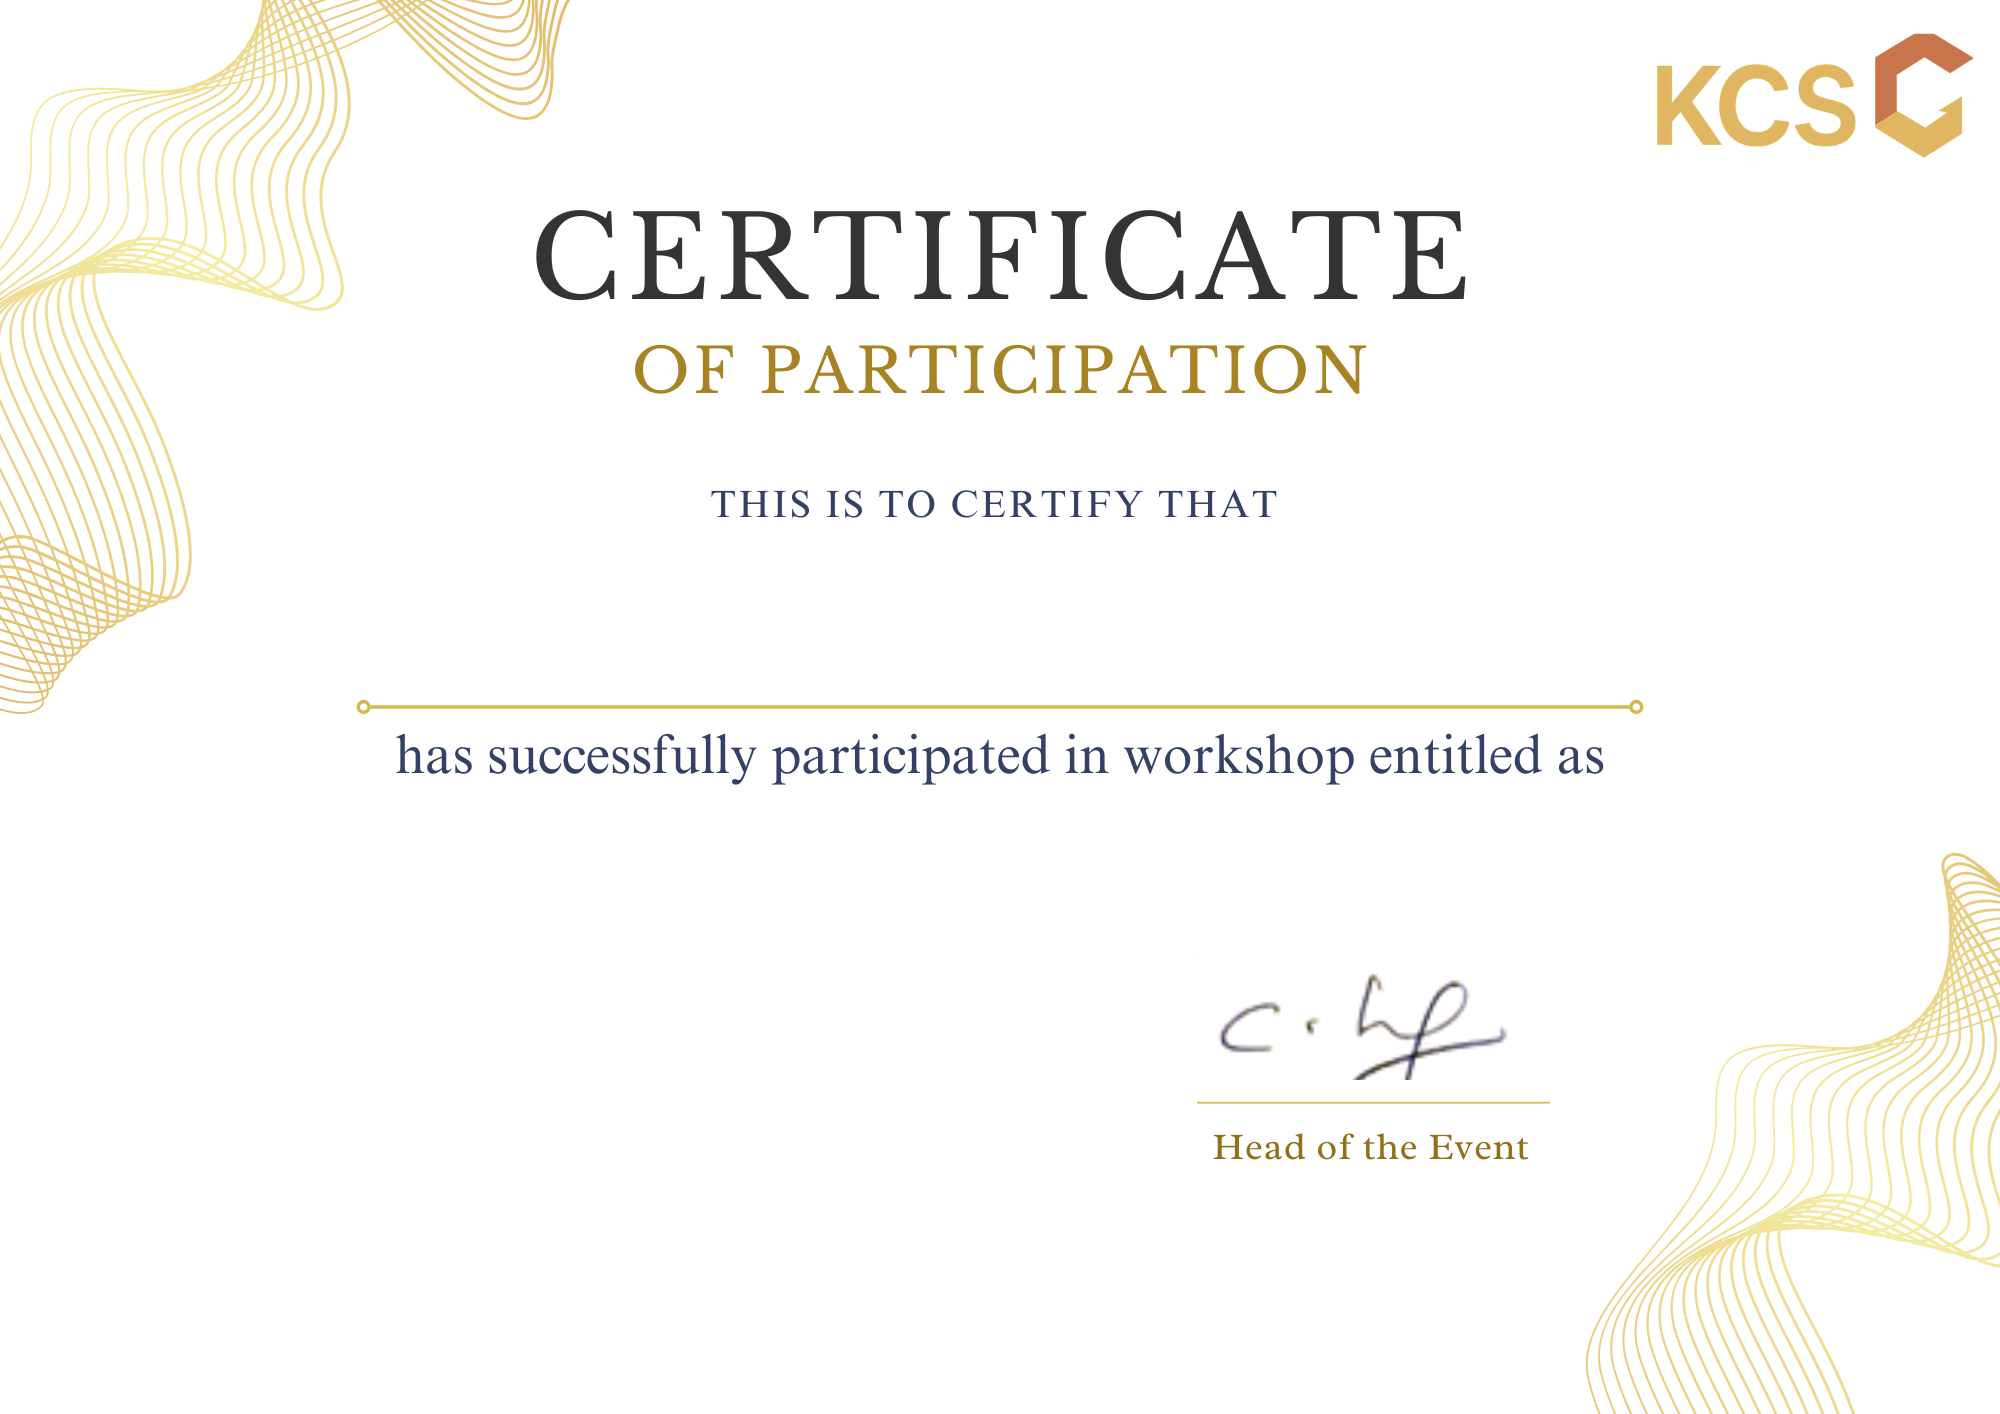 KCS
CERTIFICATE
OF PARTICIPATION
THIS IS TO CERTIFY THAT
has successfully participated in workshop entitled as
Head of the Event